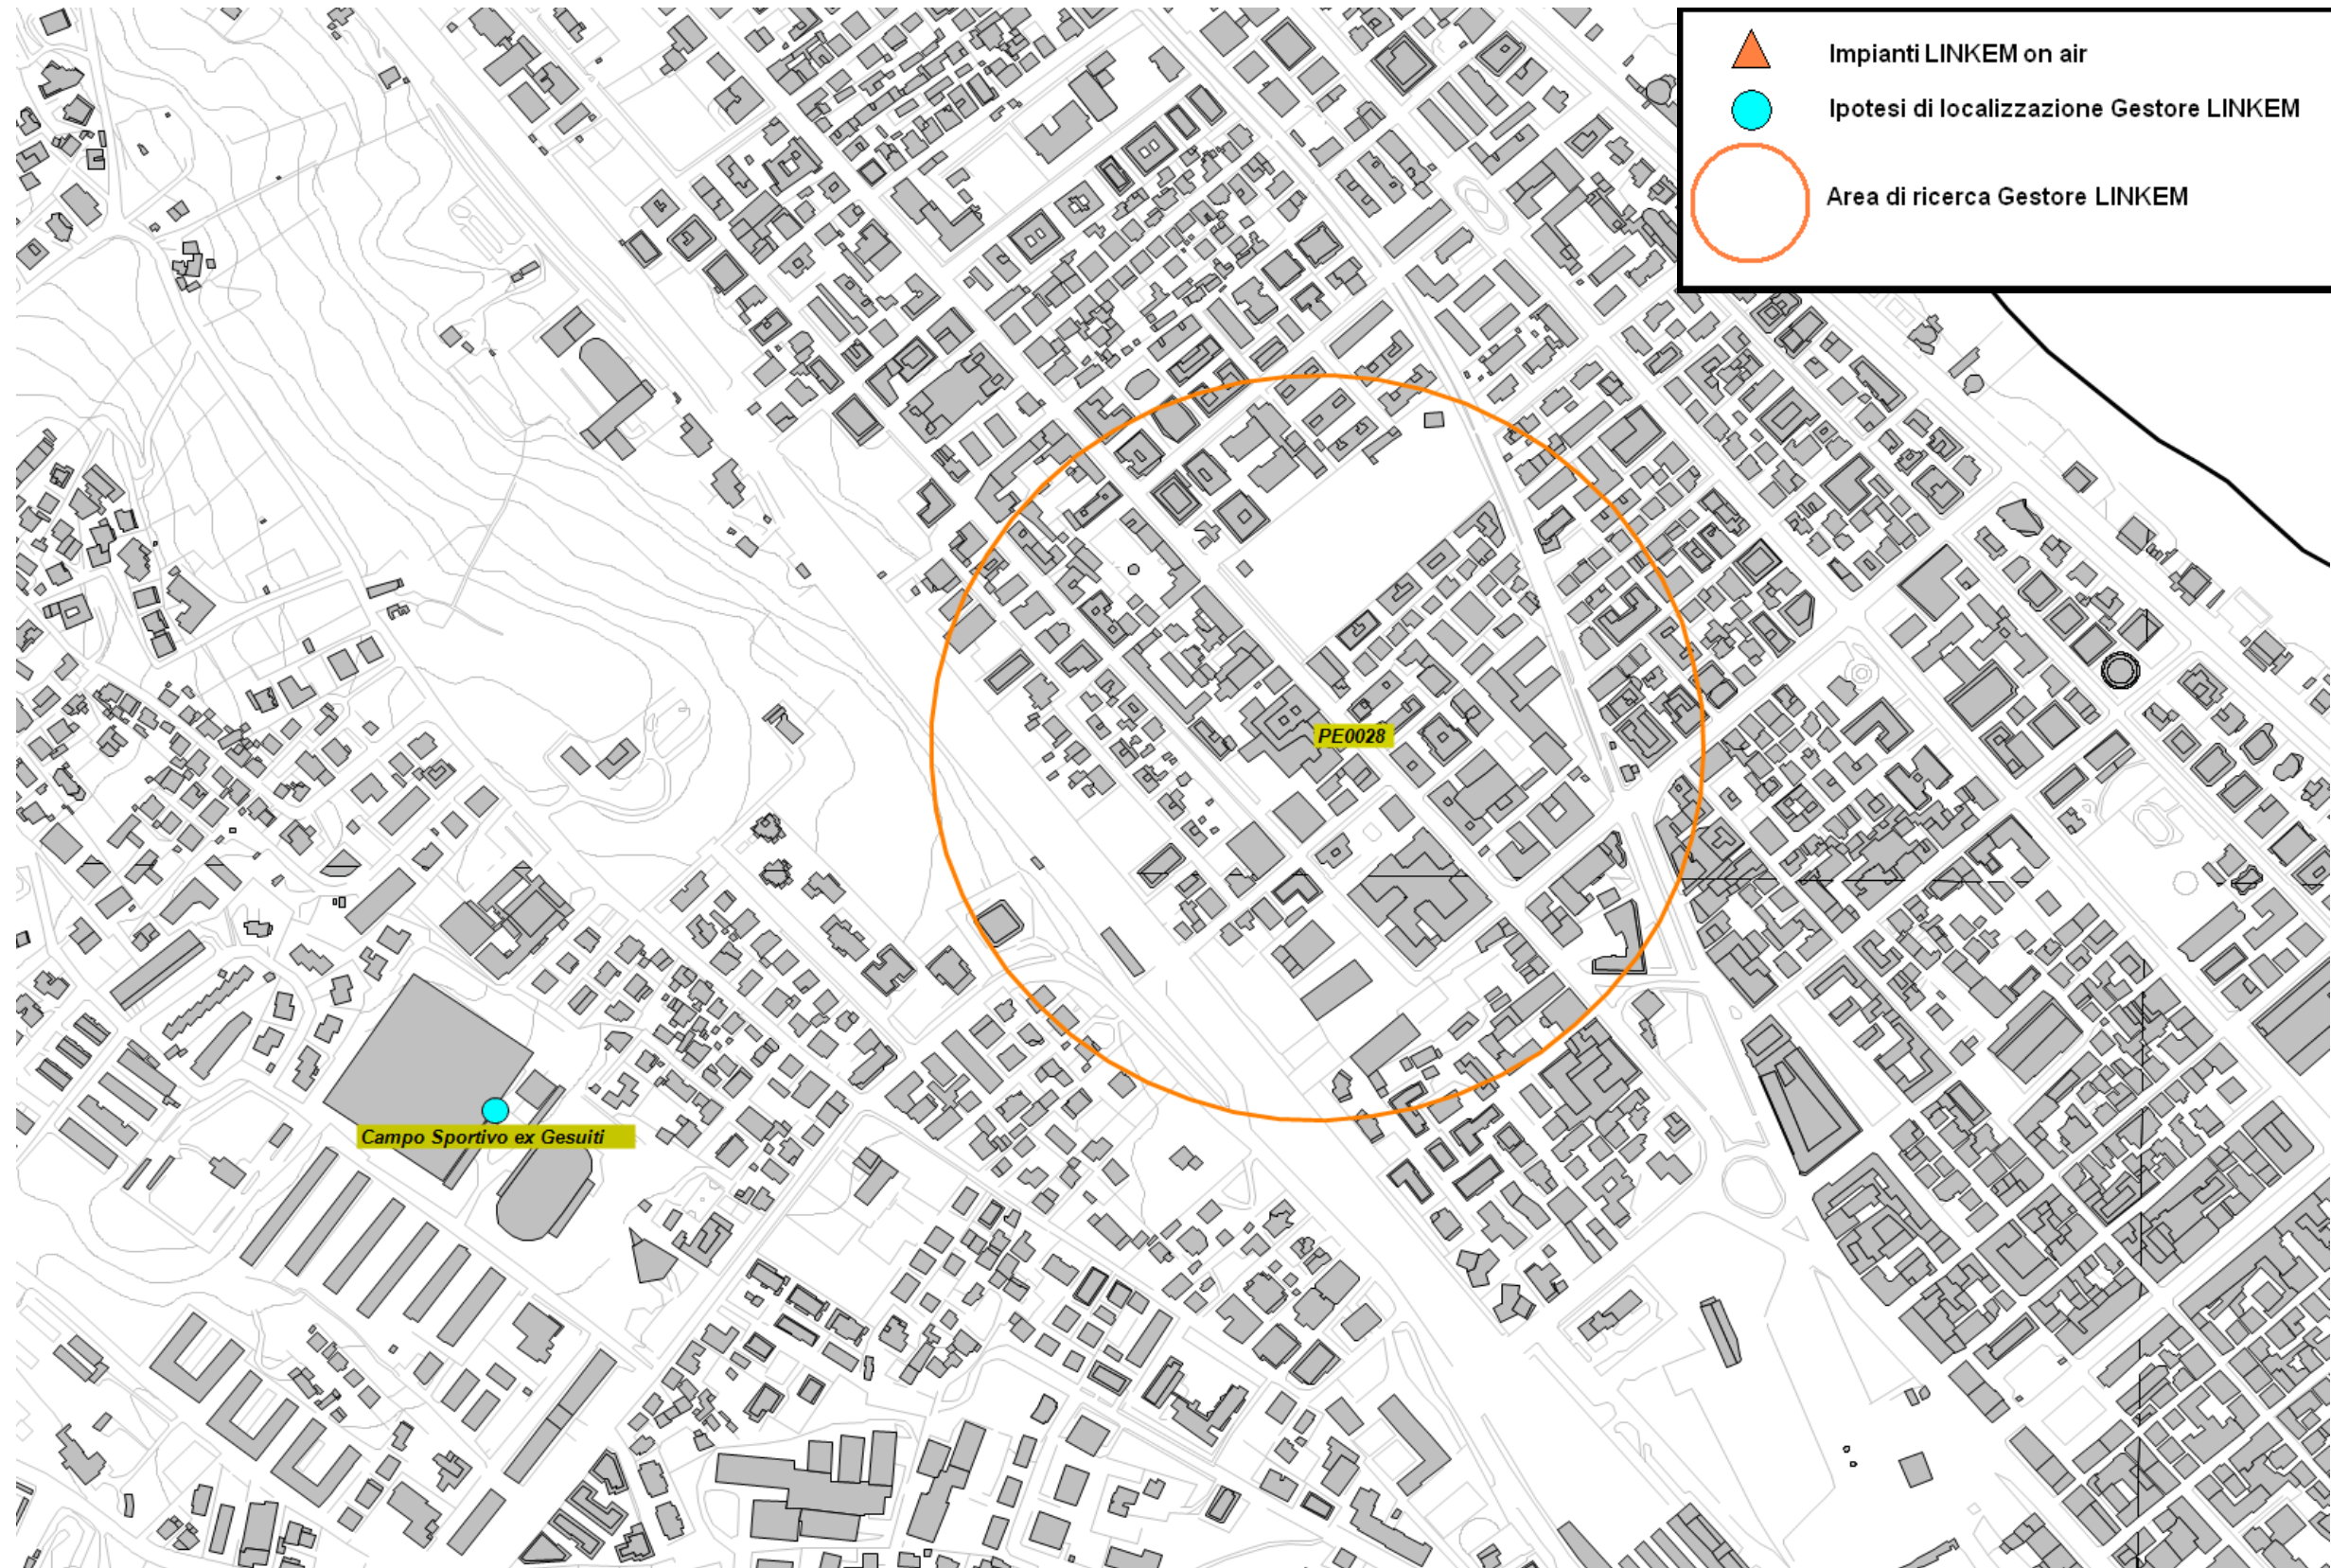 Impianti LINKEM on air
Ipotesi di localizzazione Gestore LINKEM
Area di ricerca Gestore LINKEM
PE0028
Campo Sportivo ex Gesuiti